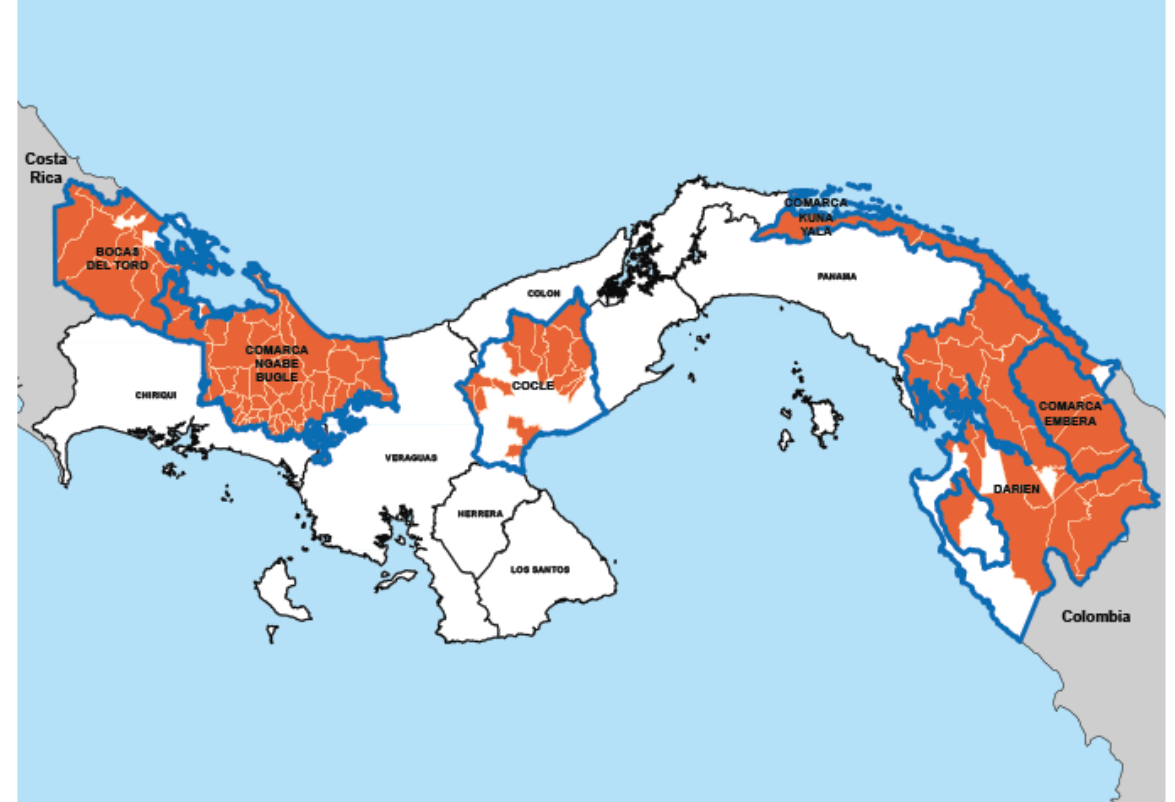 Costa
Rica
BOCAS
DEL TORO
COMARCA
NGABE
BUGLE
CHIRIQUI
VERAGUAS
COLON
COCLE
HERRERA
LOS SANTOS
COMARCA
KUNA
YALA
PANAMA
COMARCA
EMBERA
DARIEN
Colombia